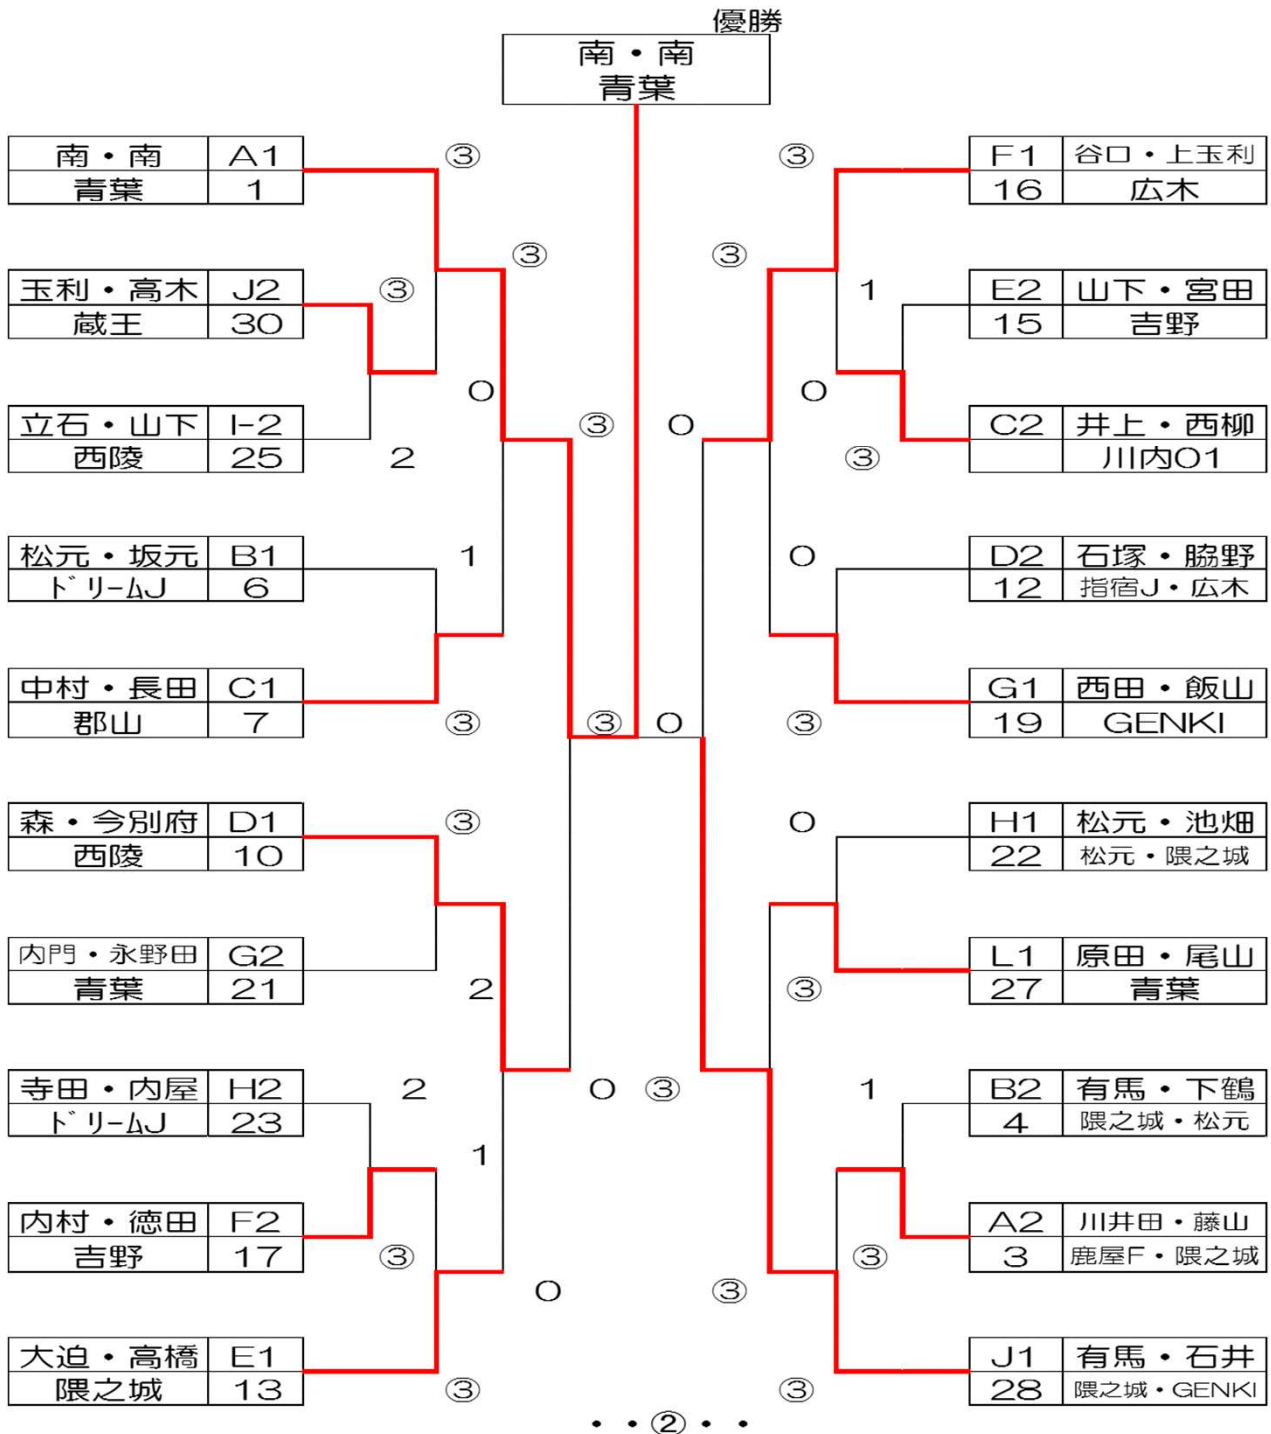 優勝
南・南
青葉
南・南 A1 ③ ③ F1 谷口・上玉利
青葉 1 16 広木
③ ③
玉利・高木 J2 ③ 1 E2 山下・宮田
蔵王 30 15 吉野
0 0
立石・山下 I-2 ③ 0 C2 井上・西柳
西陵 25 2 ③ 川内01
松元・坂元 B1 1 0 D2 石塚・脇野
ドリームJ 6 12 指宿J・広木
中村・長田 C1 G1 西田・飯山
郡山 7 ③ ③ 0 ③ 19 GENKI
森・今別府 D1 ③ 0 H1 松元・池畑
西陵 10 22 松元・隈之城
内門・永野田 G2 L1 原田・尾山
青葉 21 2 ③ 27 青葉
寺田・内屋 H2 2 0 ③ 1 B2 有馬・下鶴
ドリームJ 23 4 隈之城・松元
1
内村・徳田 F2 A2 川井田・藤山
吉野 17 ③ ③ 3 鹿屋F・隈之城
0 ③
大迫・高橋 E1 J1 有馬・石井
隈之城 13 ③ ③ 28 隈之城・GENKI
・・②・・